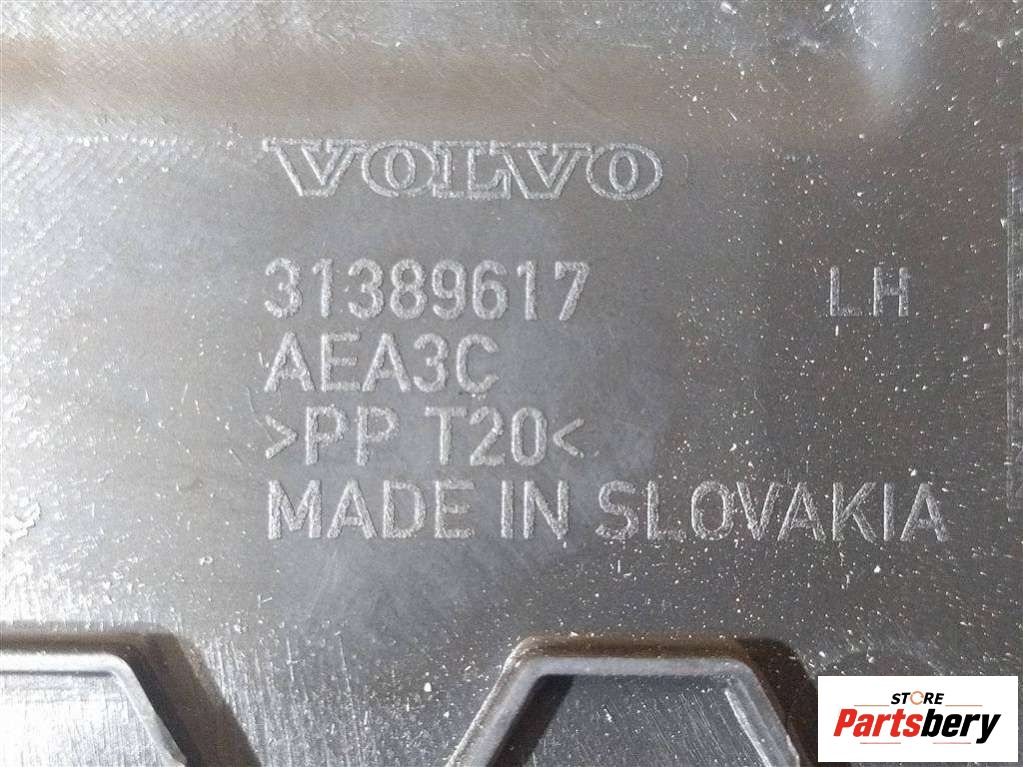 VOLVO
31389617 LH
AEA3C
>PP T20<
MADE IN SLOVAKIA
STORE
Partsbery